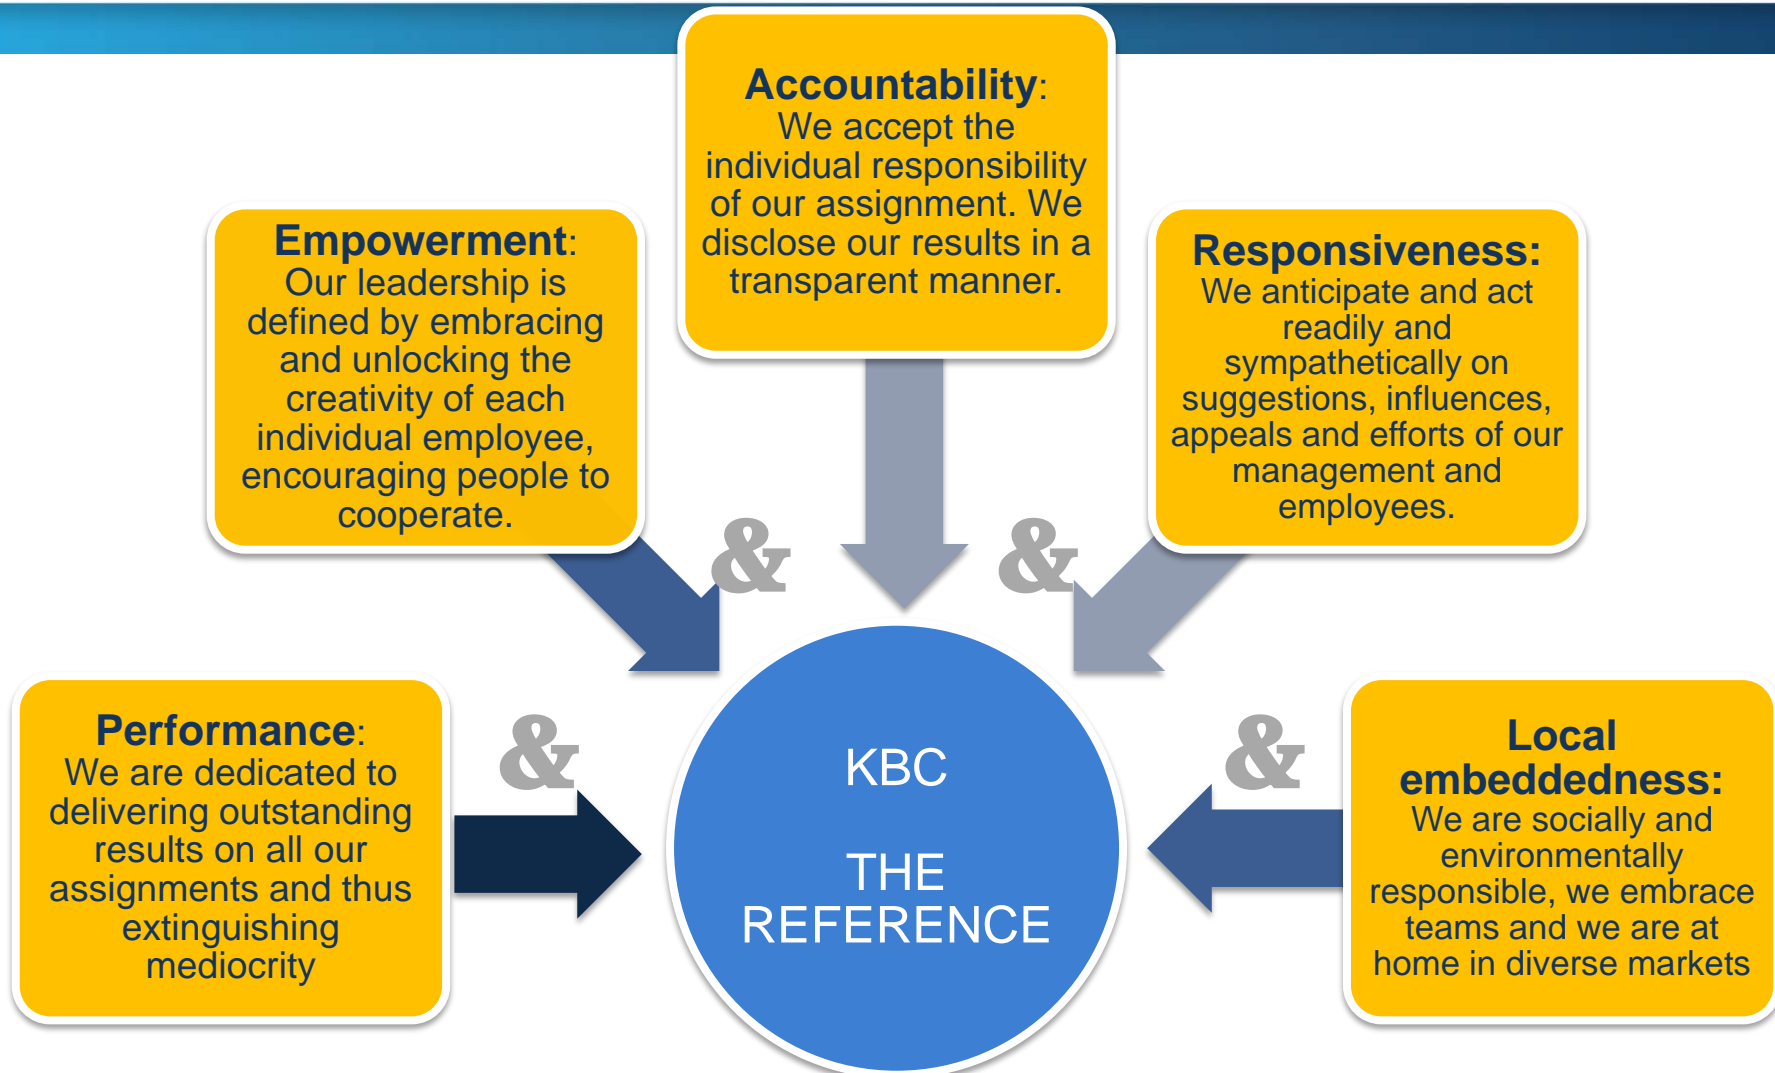 Accountability:
We accept the
individual responsibility
of our assignment. We
disclose our results in a
transparent manner.
Empowerment:
Our leadership is
defined by embracing
and unlocking the
creativity of each
individual employee,
encouraging people to
cooperate.
Responsiveness:
We anticipate and act
readily and
sympathetically on
suggestions, influences,
appeals and efforts of our
management and
employees.
&
&
Performance:
We are dedicated to
delivering outstanding
results on all our
assignments and thus
extinguishing
mediocrity
&
KBC
THE
REFERENCE
&
Local
embeddedness:
We are socially and
environmentally
responsible, we embrace
teams and we are at
home in diverse markets